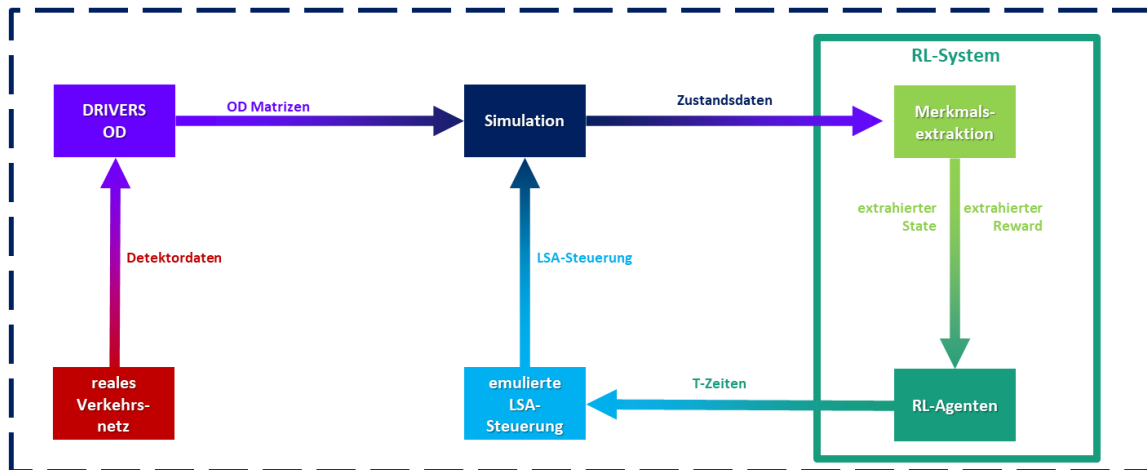 RL-System
DRIVERS
OD
OD Matrizen
Simulation
Zustandsdaten
Merkmals-
extraktion
extrahierter
State
extrahierter
Reward
Detektordaten
LSA-Steuerung
reales
Verkehrs-
netz
emulierte
LSA-
Steuerung
T-Zeiten
RL-Agenten